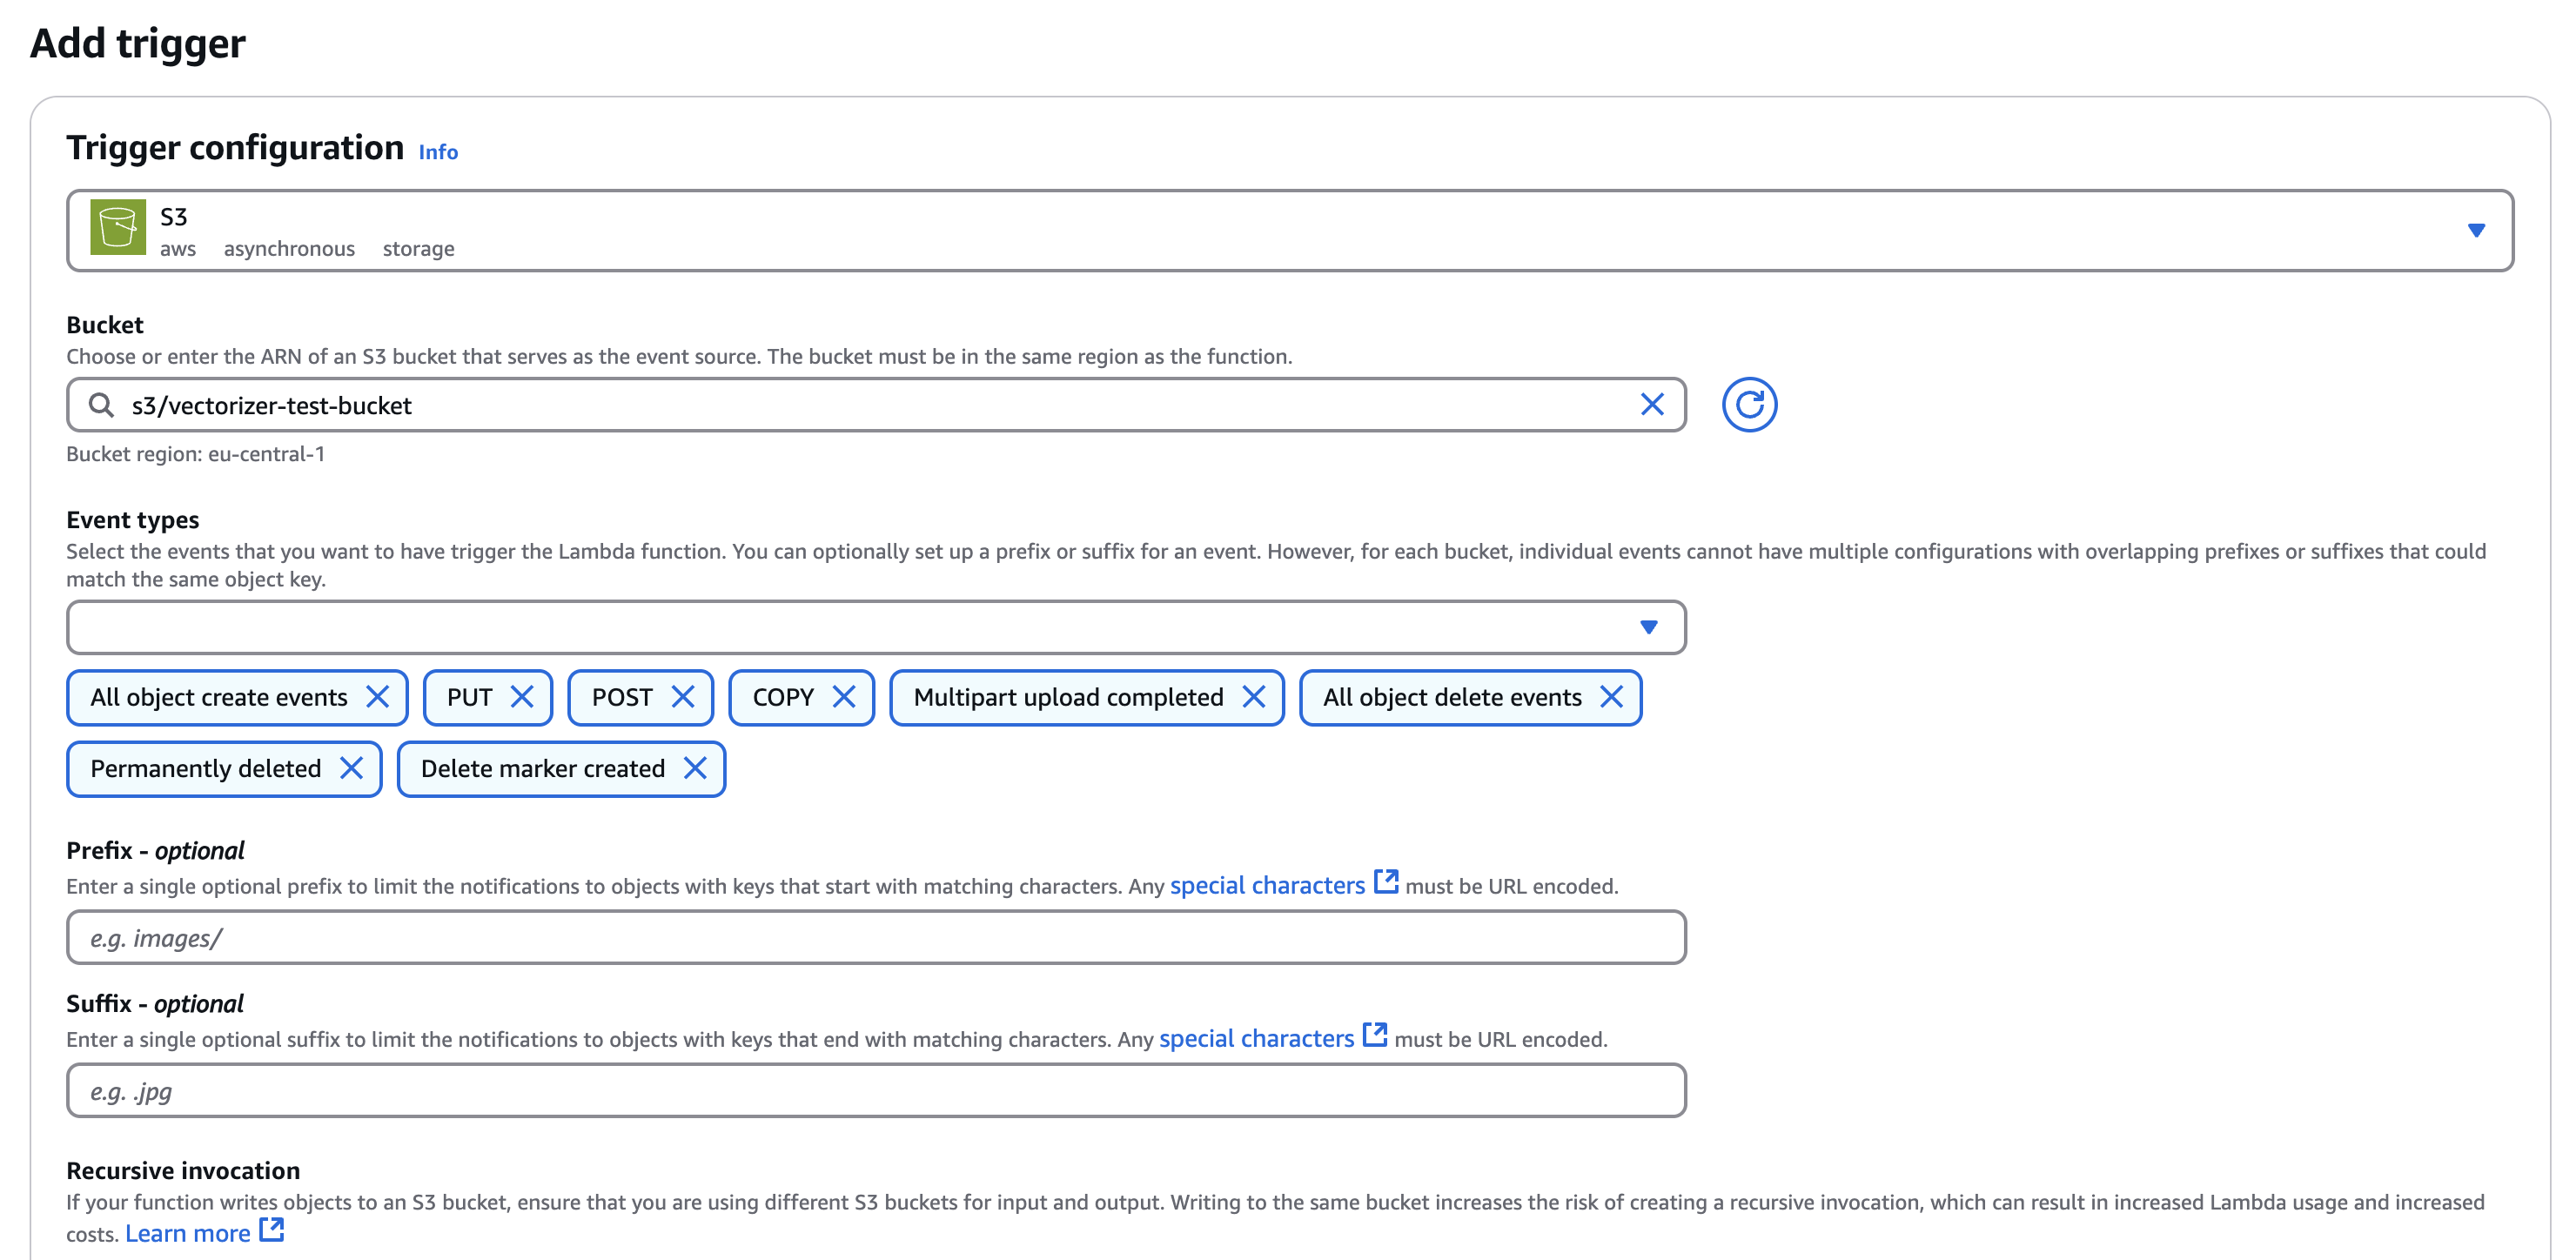 Add trigger
Trigger configuration Info
S3
aws asynchronous storage
Bucket
Choose or enter the ARN of an S3 bucket that serves as the event source. The bucket must be in the same region as the function.
s3/vectorizer-test-bucket
Bucket region: eu-central-1
Event types
Select the events that you want to have trigger the Lambda function. You can optionally set up a prefix or suffix for an event. However, for each bucket, individual events cannot have multiple configurations with overlapping prefixes or suffixes that could
match the same object key.
All object create events PUT POST COPY Multipart upload completed All object delete events
Permanently deleted Delete marker created
Prefix - optional
Enter a single optional prefix to limit the notifications to objects with keys that start with matching characters. Any special characters must be URL encoded.
e.g. images/
Suffix - optional
Enter a single optional suffix to limit the notifications to objects with keys that end with matching characters. Any special characters must be URL encoded.
e.g. .jpg
Recursive invocation
If your function writes objects to an S3 bucket, ensure that you are using different S3 buckets for input and output. Writing to the same bucket increases the risk of creating a recursive invocation, which can result in increased Lambda usage and increased
costs. Learn more